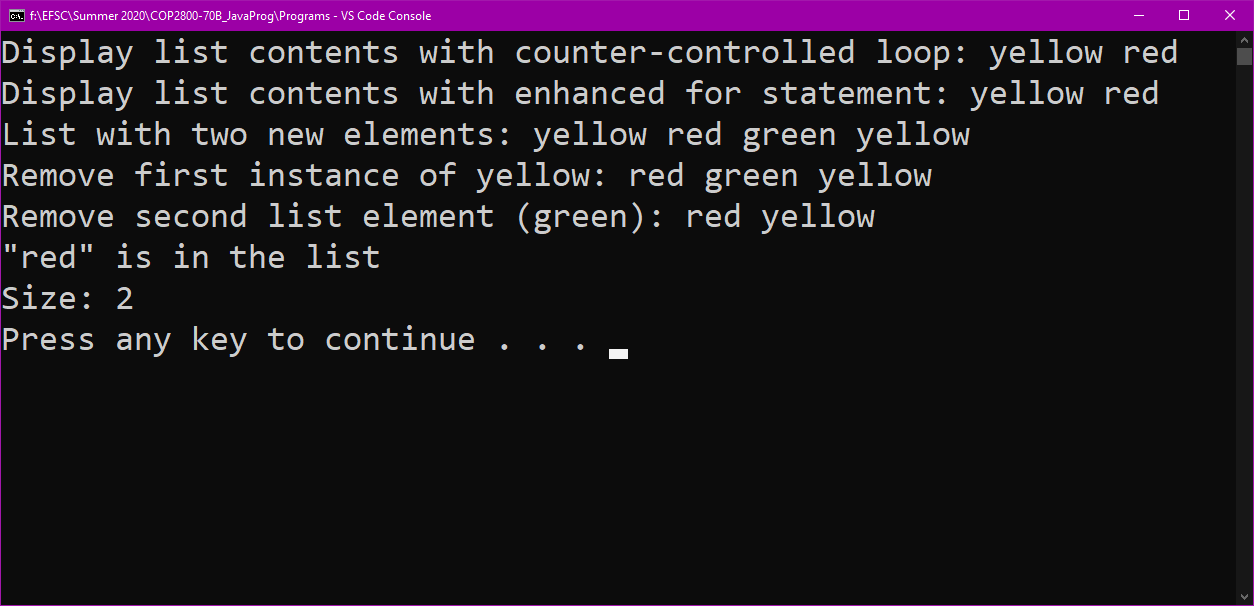 f:\EFSC\Summer 2020\COP2800-70B_JavaProg\Programs - VS Code Console
Display list contents with counter-controlled loop: yellow red
Display list contents with enhanced for statement: yellow red
List with two new elements: yellow red green yellow
Remove first instance of yellow: red green yellow
Remove second list element (green): red yellow
"red" is in the list
Size: 2
Press any key to continue . . .